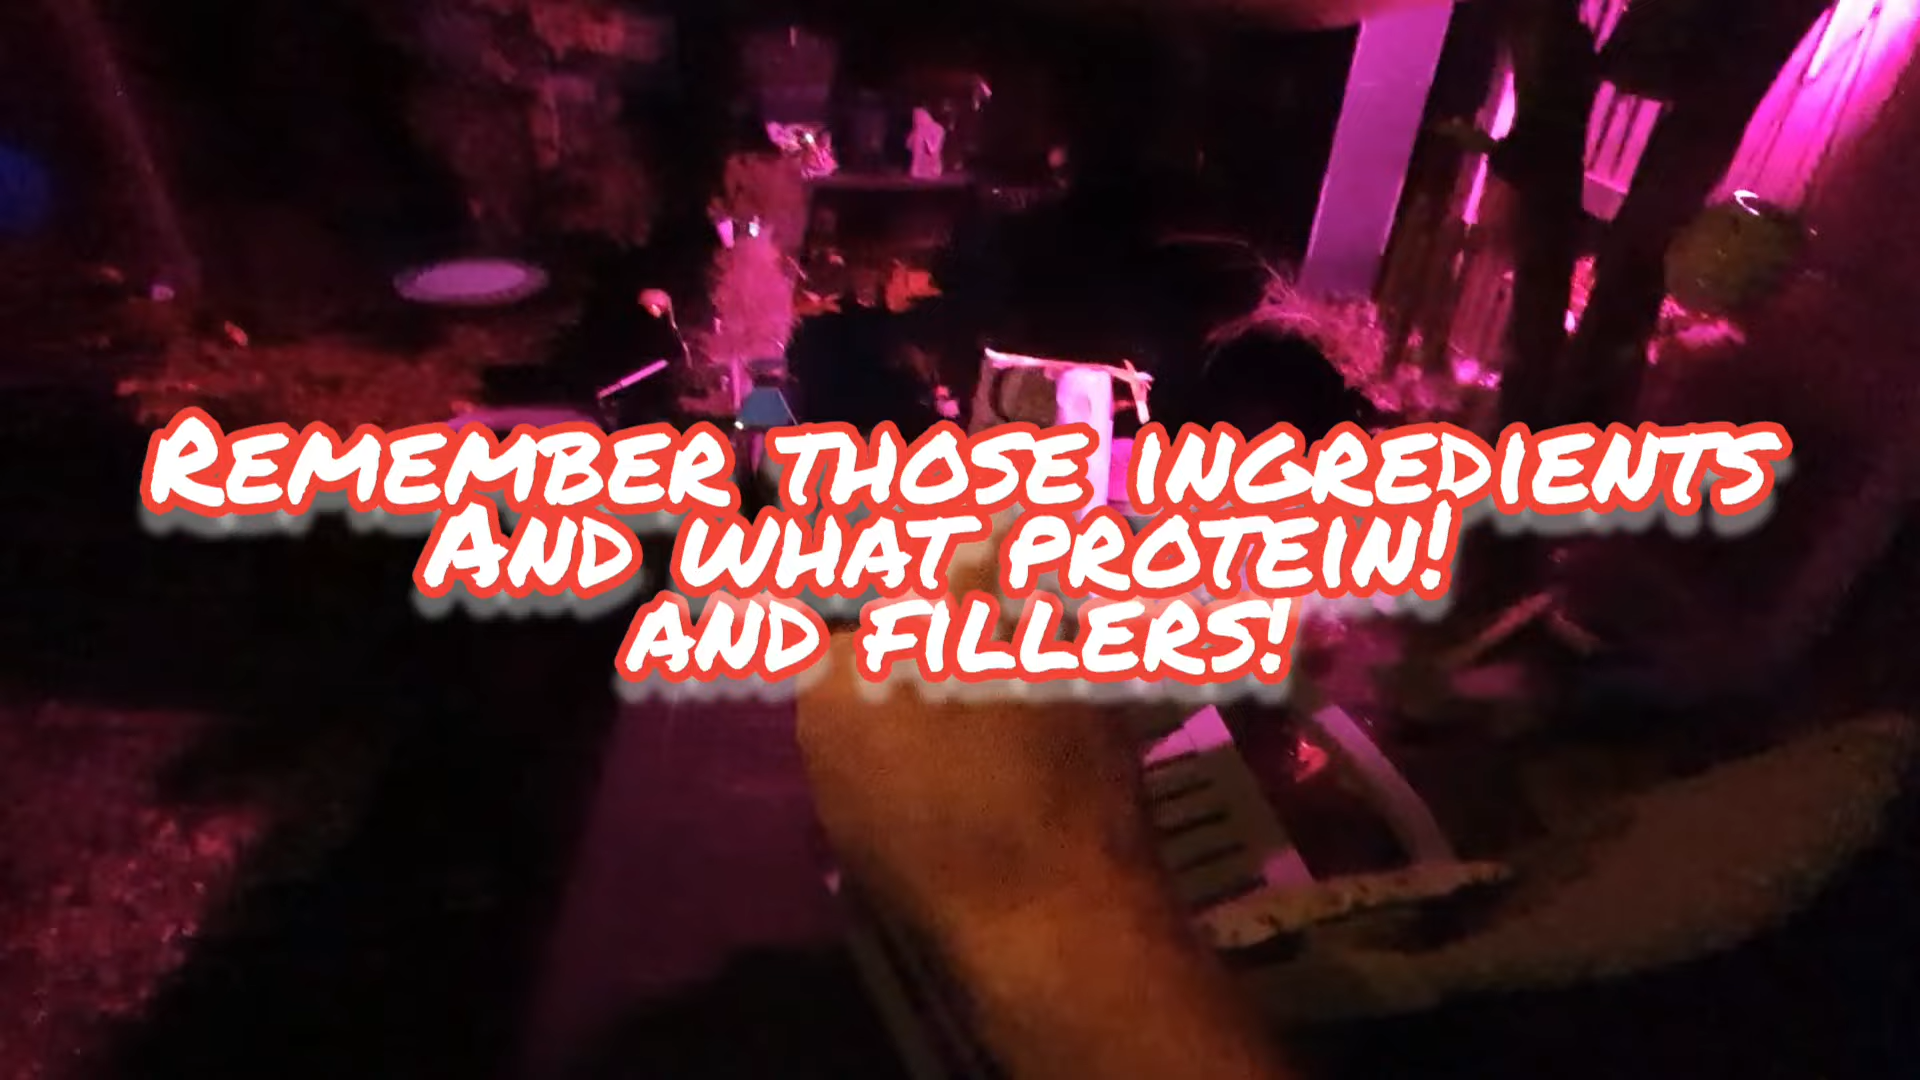 Remember those ingredients
And what protein!
and fillers!